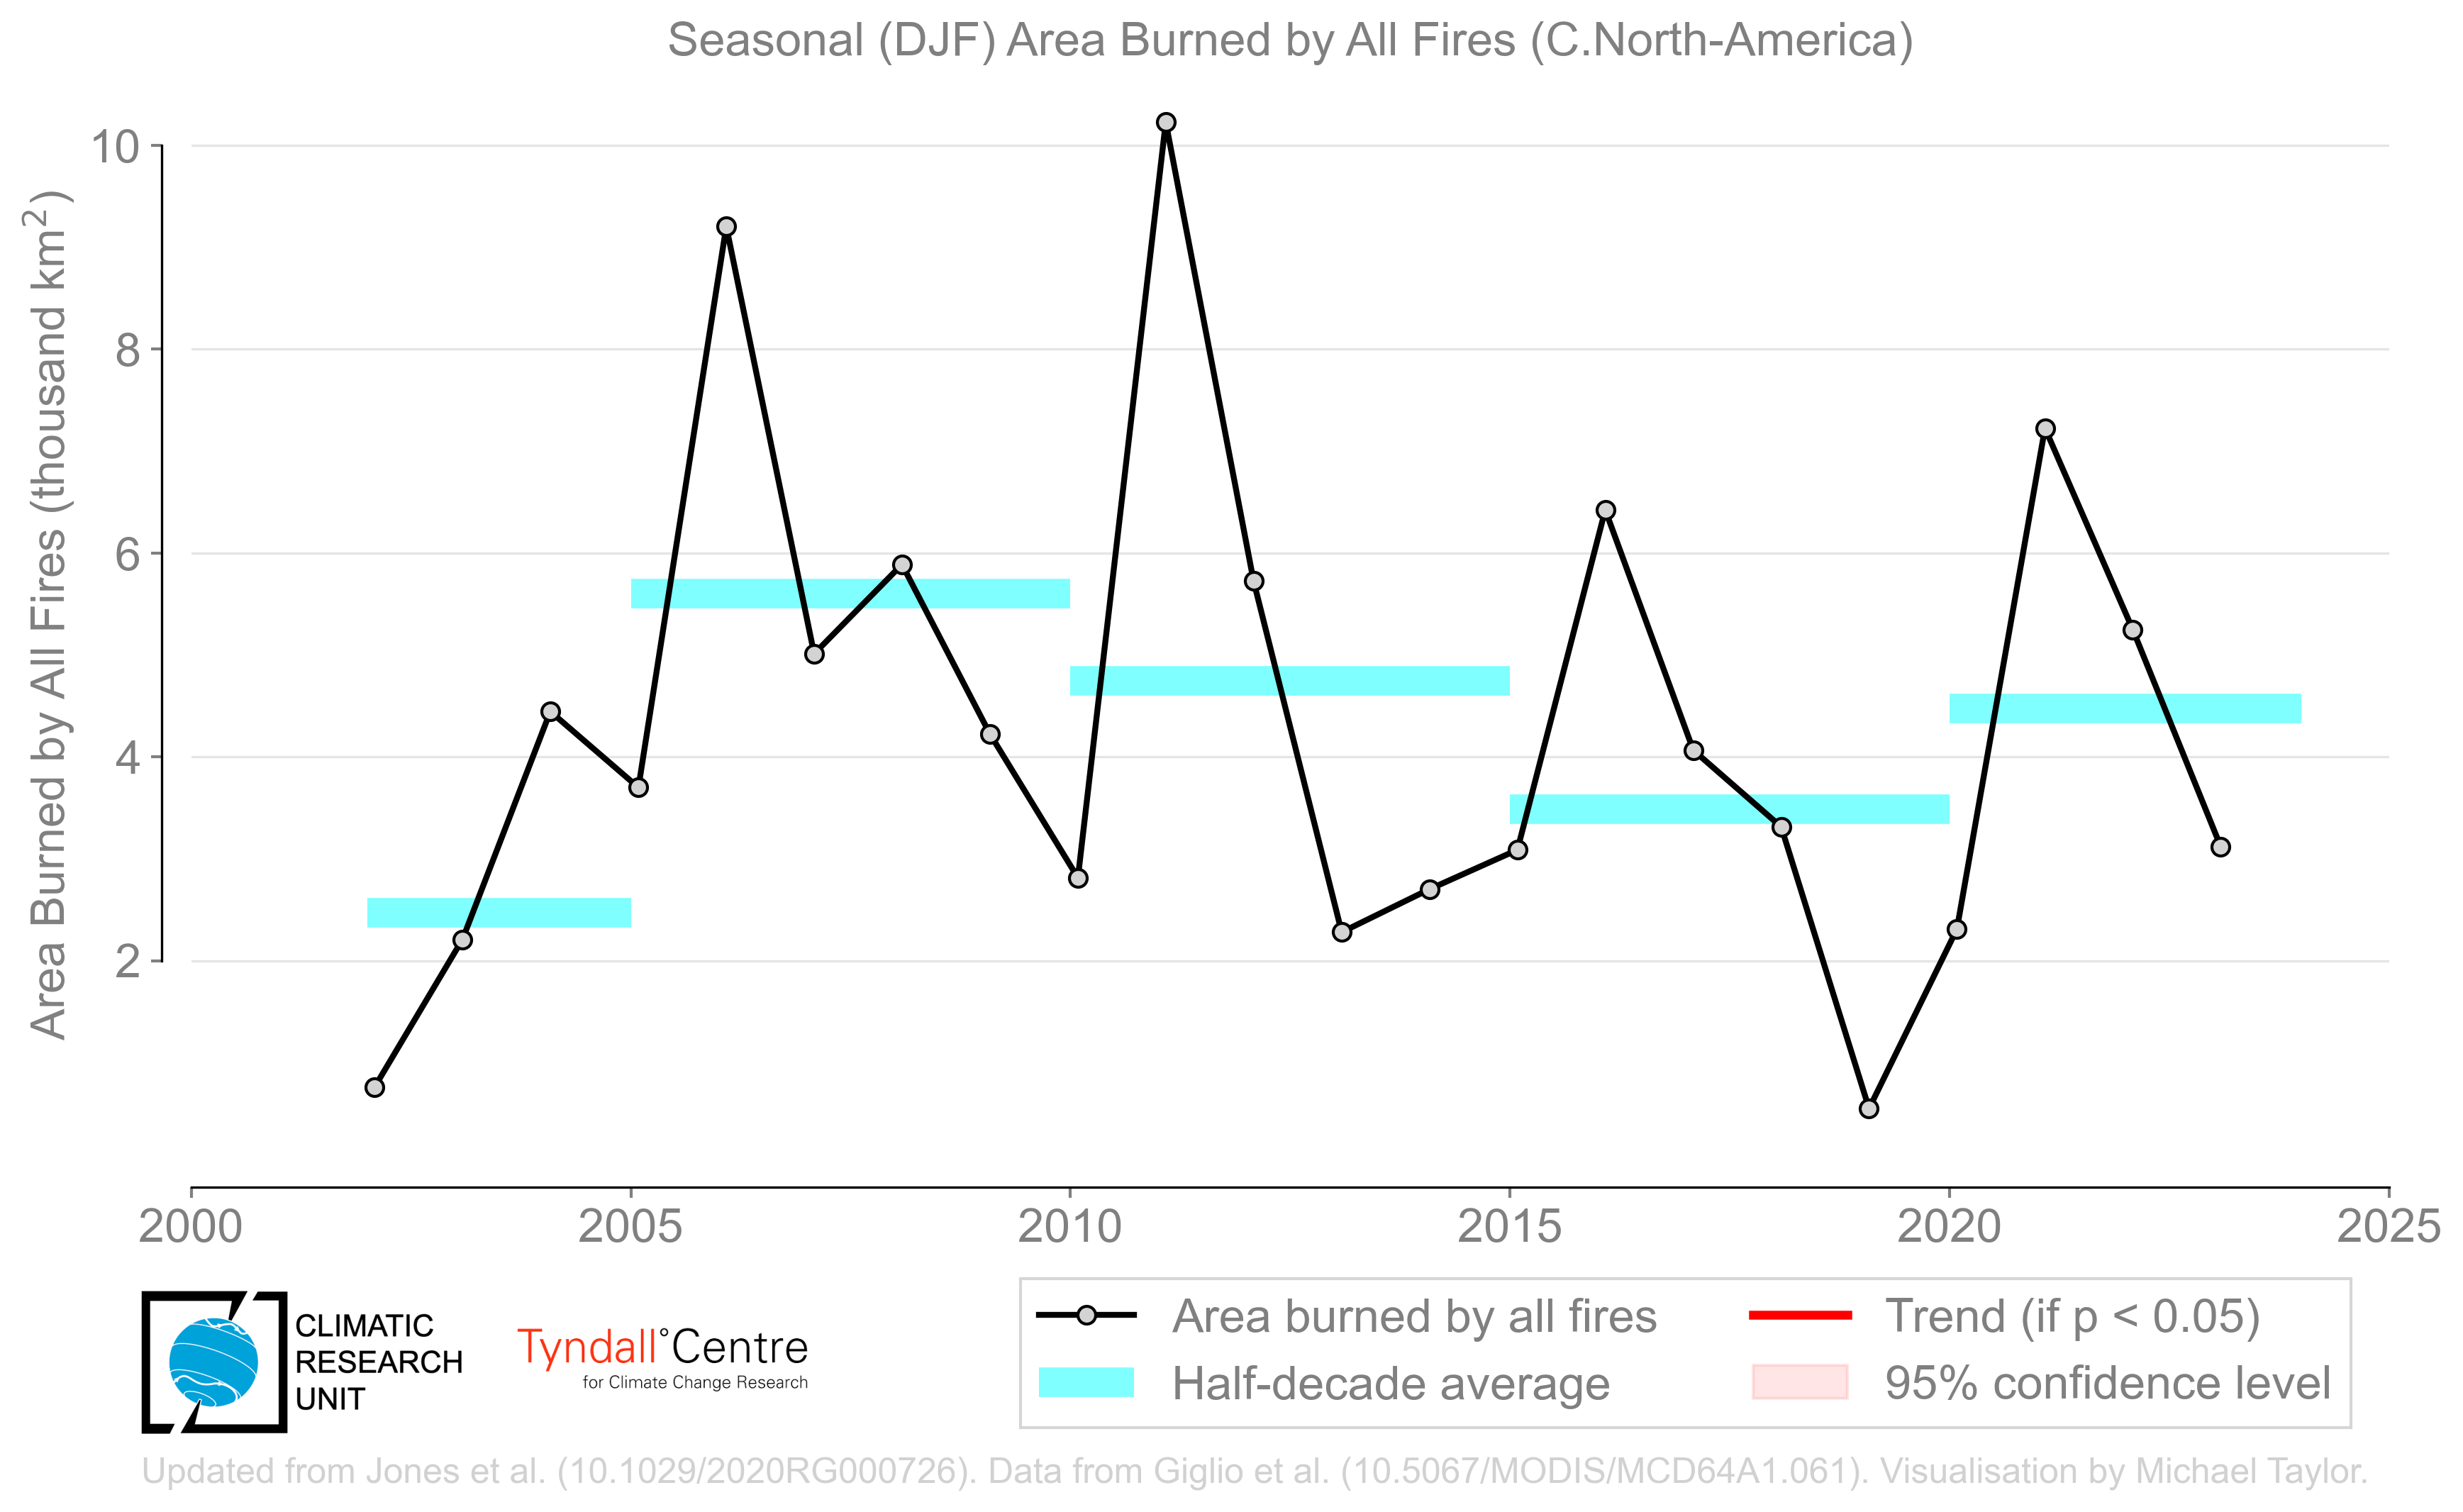 Seasonal (DJF) Area Burned by All Fires (C.North-America)
Area Burned by All Fires (thousand km²)
10
8
6
4
2
2000 2005 2010 2015 2020 2025
CLIMATIC
RESEARCH
UNIT
Tyndall°Centre
for Climate Change Research
Area burned by all fires
Half-decade average
Trend (if p < 0.05)
95% confidence level
Updated from Jones et al. (10.1029/2020RG000726). Data from Giglio et al. (10.5067/MODIS/MCD64A1.061). Visualisation by Michael Taylor.